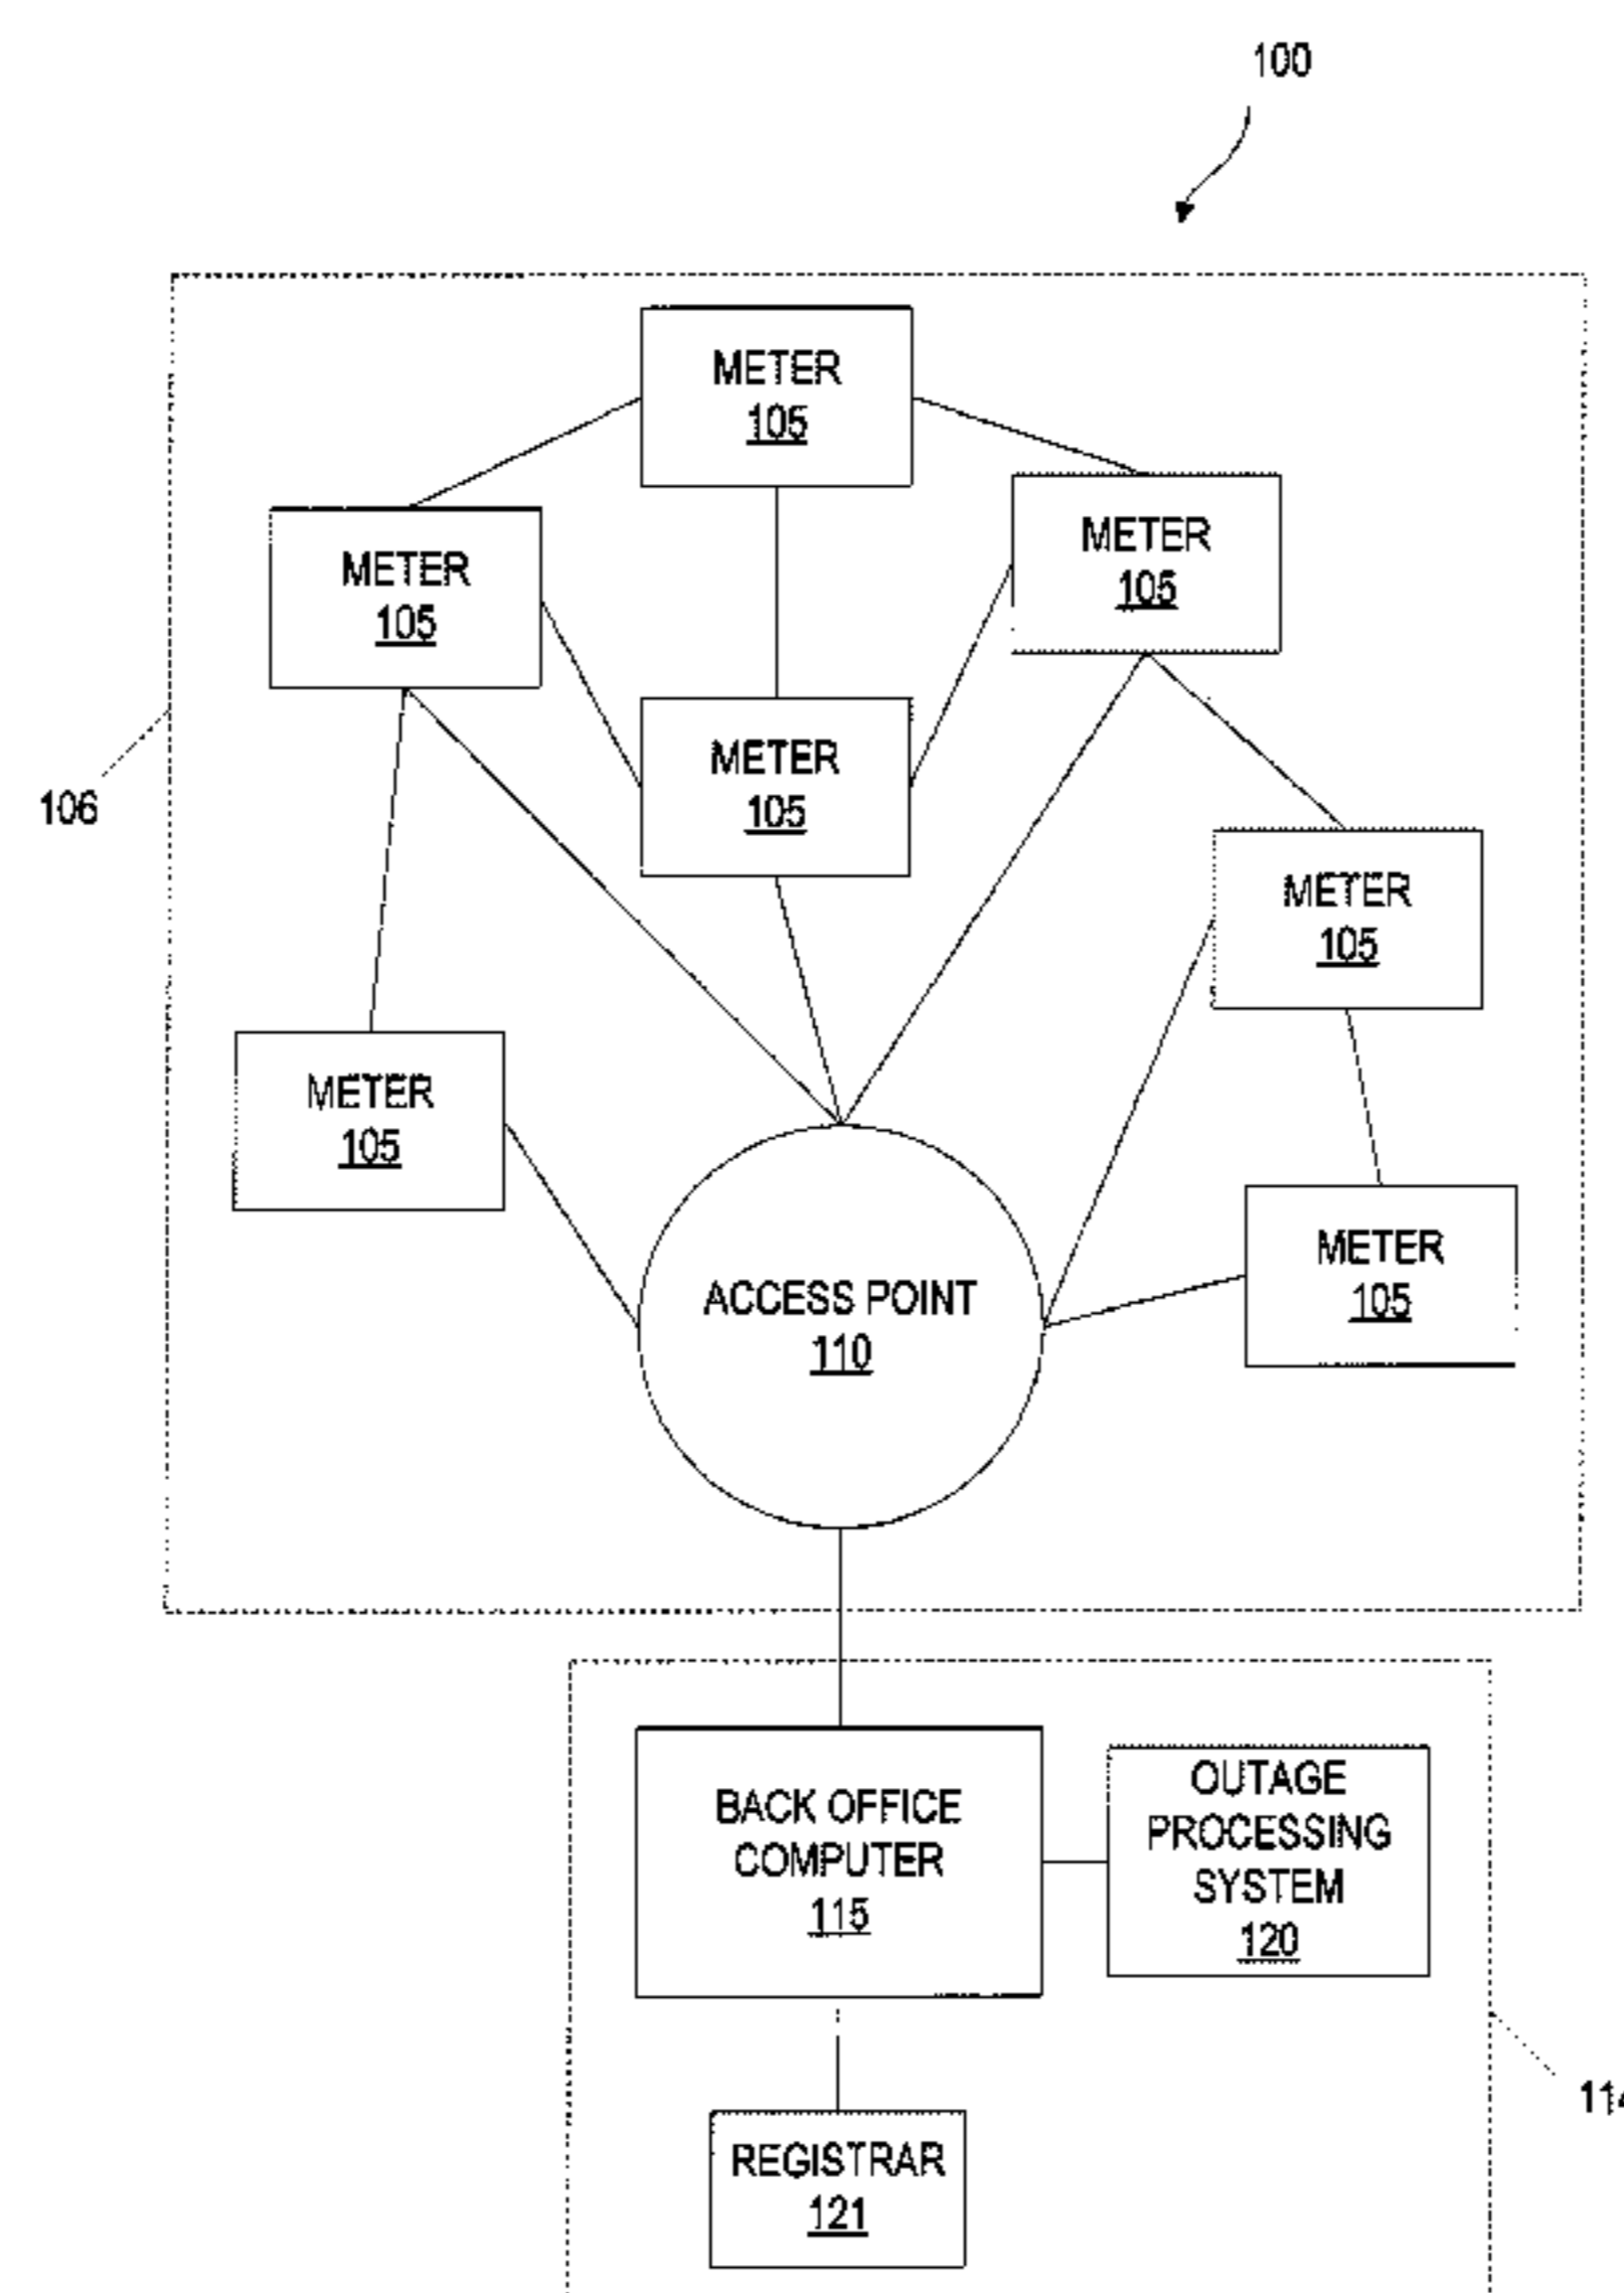 100
METER
105
METER
105
METER
105
METER
105
106
METER
105
METER
105
METER
105
ACCESS POINT
110
BACK OFFICE
COMPUTER
115
OUTAGE
PROCESSING
SYSTEM
120
REGISTRAR
121